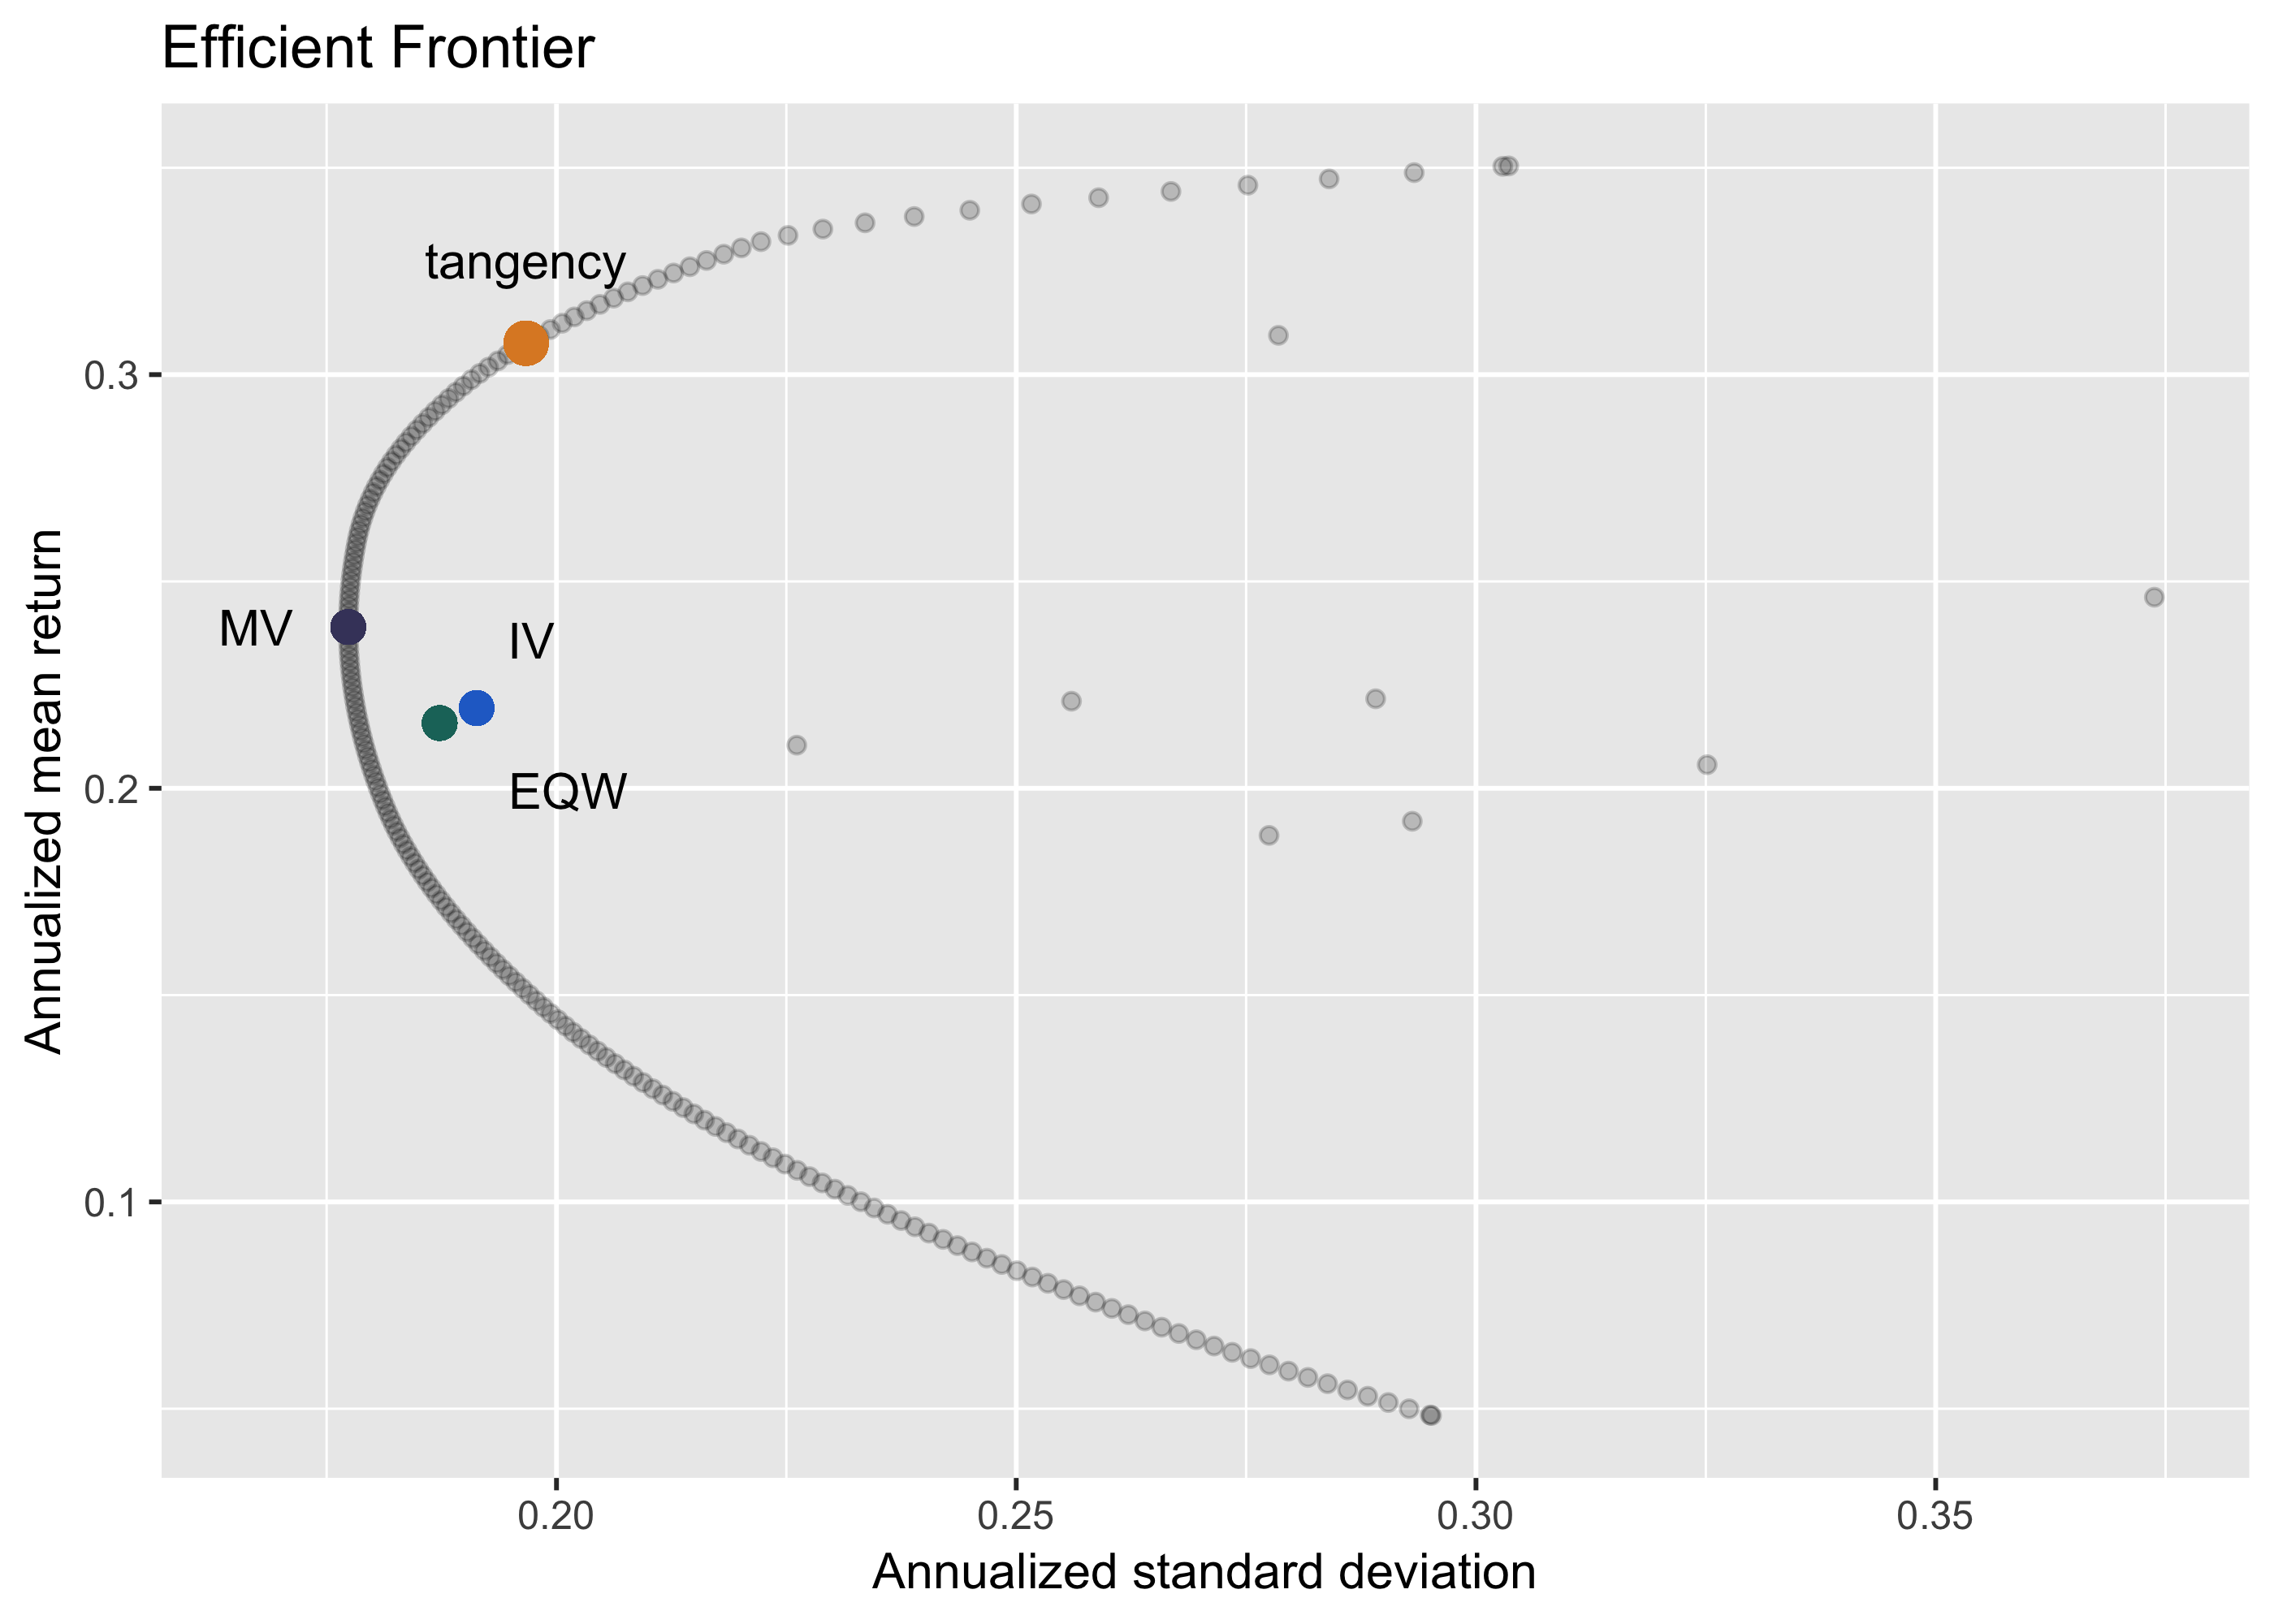 Efficient Frontier
tangency
MV
IV
EQW
0.3
0.2
0.1
Annualized mean return
0.20
0.25
0.30
0.35
Annualized standard deviation